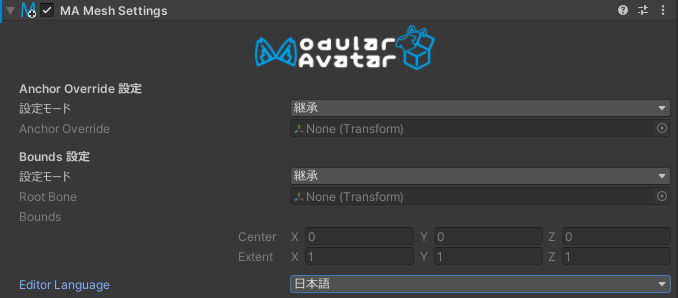 MA Mesh Settings
Modular Avatar
Anchor Override 設定
設定モード 継承
Anchor Override None (Transform)
Bounds 設定
設定モード 継承
Root Bone None (Transform)
Bounds
Center X 0 Y 0 Z 0
Extent X 1 Y 1 Z 1
Editor Language 日本語